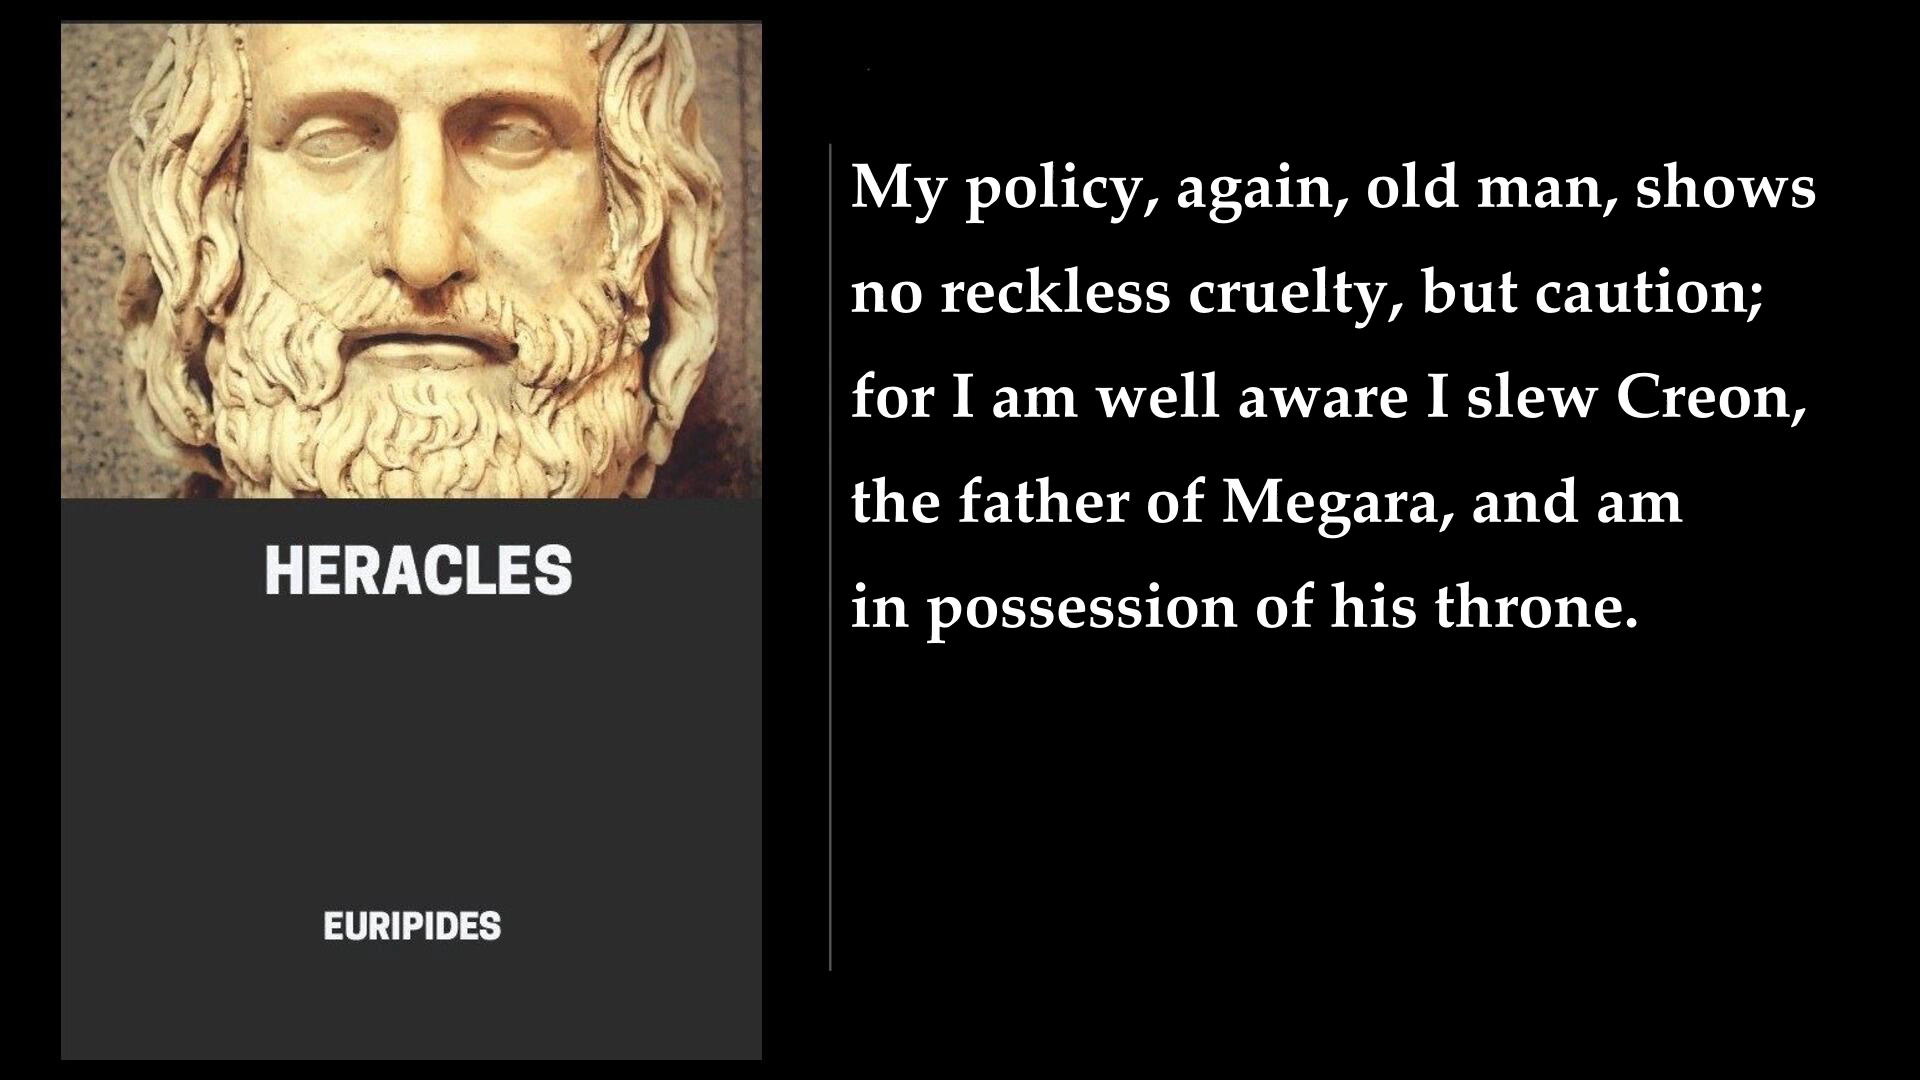 HERACLES
EURIPIDES
My policy, again, old man, shows
no reckless cruelty, but caution;
for I am well aware I slew Creon,
the father of Megara, and am
in possession of his throne.